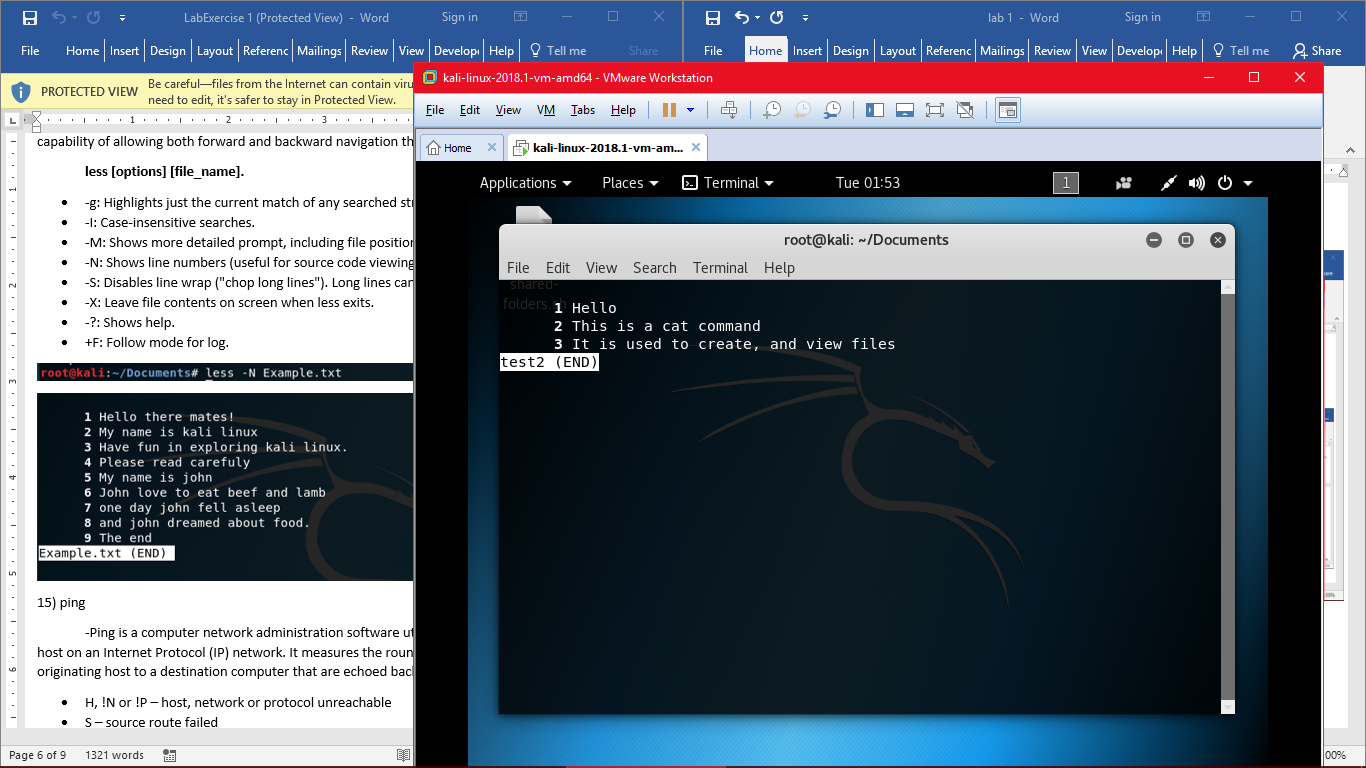 LabExercise 1 (Protected View) - Word
Sign in
File Home Insert Design Layout Referenc Mailings Review View Develop Help Tell me Share
PROTECTED VIEW
Be careful—files from the Internet can contain viru
need to edit, it's safer to stay in Protected View.
1 2 3
capability of allowing both forward and backward navigation th
less [options] [file_name].
• -g: Highlights just the current match of any searched str
• -I: Case-insensitive searches.
• -M: Shows more detailed prompt, including file position
• -N: Shows line numbers (useful for source code viewing
• -S: Disables line wrap ("chop long lines"). Long lines can
• -X: Leave file contents on screen when less exits.
• -?: Shows help.
• +F: Follow mode for log.
root@kali:~/Documents# less -N Example.txt
1 Hello there mates!
2 My name is kali linux
3 Have fun in exploring kali linux.
4 Please read carefuly
5 My name is john
6 John love to eat beef and lamb
7 one day john fell asleep
8 and john dreamed about food.
9 The end
Example.txt (END)
15) ping
-Ping is a computer network administration software ut
host on an Internet Protocol (IP) network. It measures the roun
originating host to a destination computer that are echoed back
• H, !N or !P – host, network or protocol unreachable
• S – source route failed
Page 6 of 9 1321 words
lab 1 - Word
Sign in
File Home Insert Design Layout Referenc Mailings Review View Develop Help Tell me Share
kali-linux-2018.1-vm-amd64 - VMware Workstation
File Edit View VM Tabs Help
Home kali-linux-2018.1-vm-am...
Applications Places Terminal Tue 01:53 1
root@kali: ~/Documents
File Edit View Search Terminal Help
shared-
folders.sh
1 Hello
2 This is a cat command
3 It is used to create, and view files
test2 (END)
00%